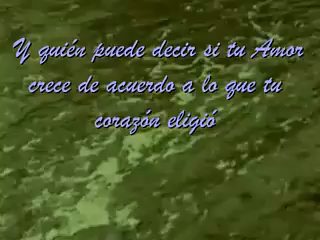 Y quién puede decir si tu Amor
crece de acuerdo a lo que tu
corazón eligió